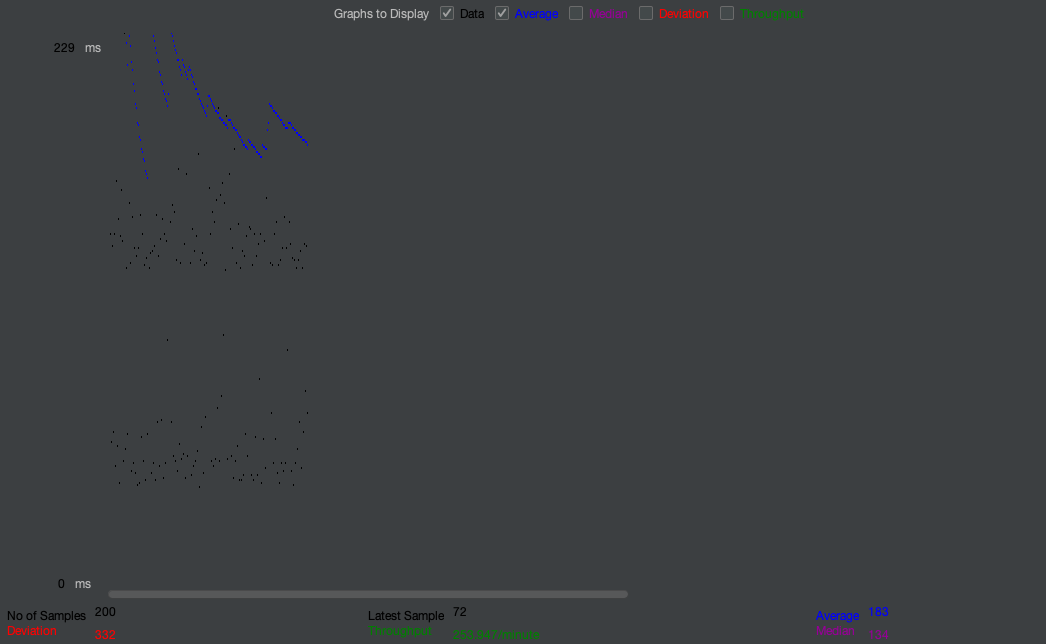 Graphs to Display Data Average Median Deviation Throughput
229 ms
0 ms
No of Samples 200 Latest Sample 72 Average 183
Deviation 332 Throughput 253,947/minute Median